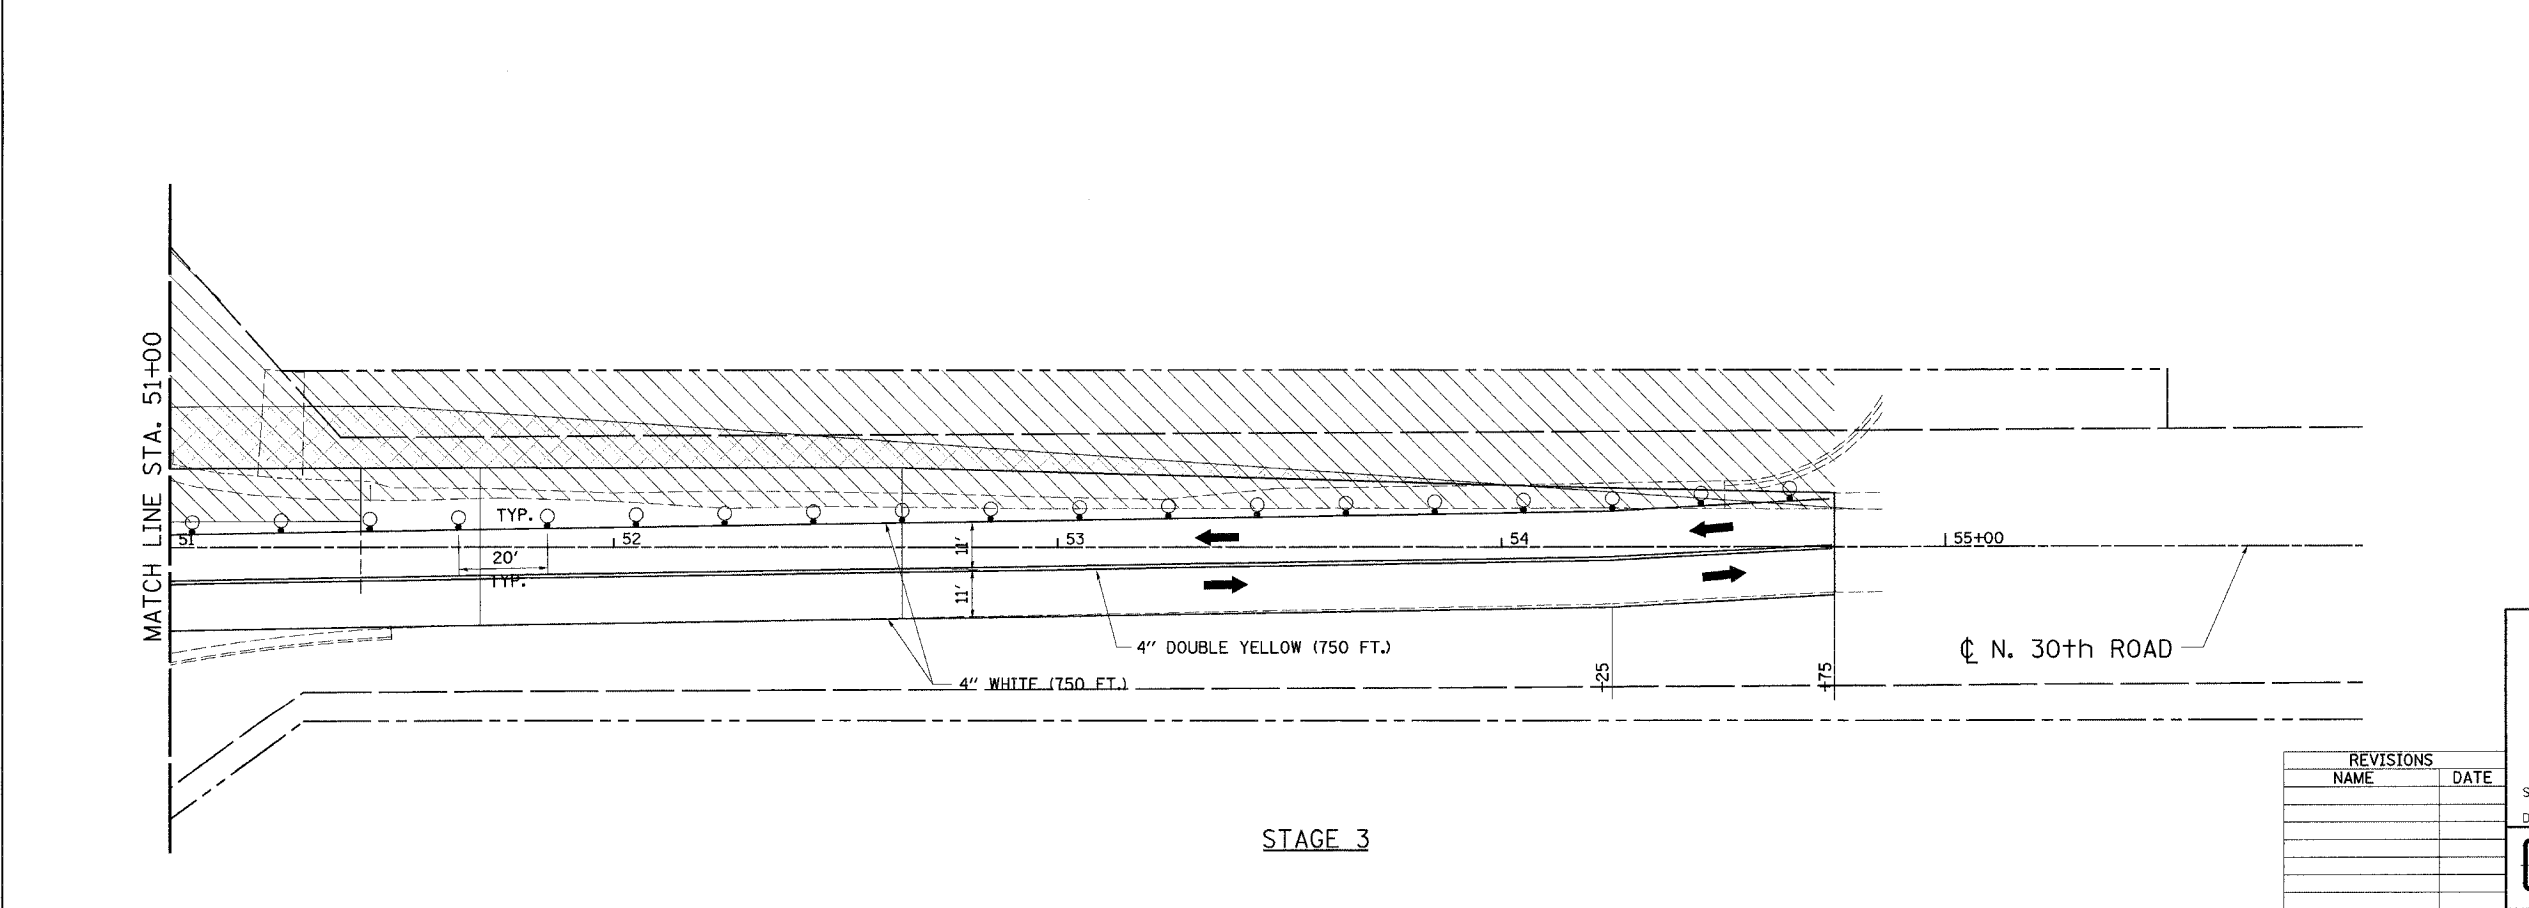 MATCH LINE STA. 51+00
TYP.
51
52
53
54
55+00
20'
TYP.
11'
11'
4" DOUBLE YELLOW (750 FT.)
4" WHITE (750 FT.)
+25
+75
℄ N. 30th ROAD
STAGE 3
REVISIONS
NAME DATE
S
D